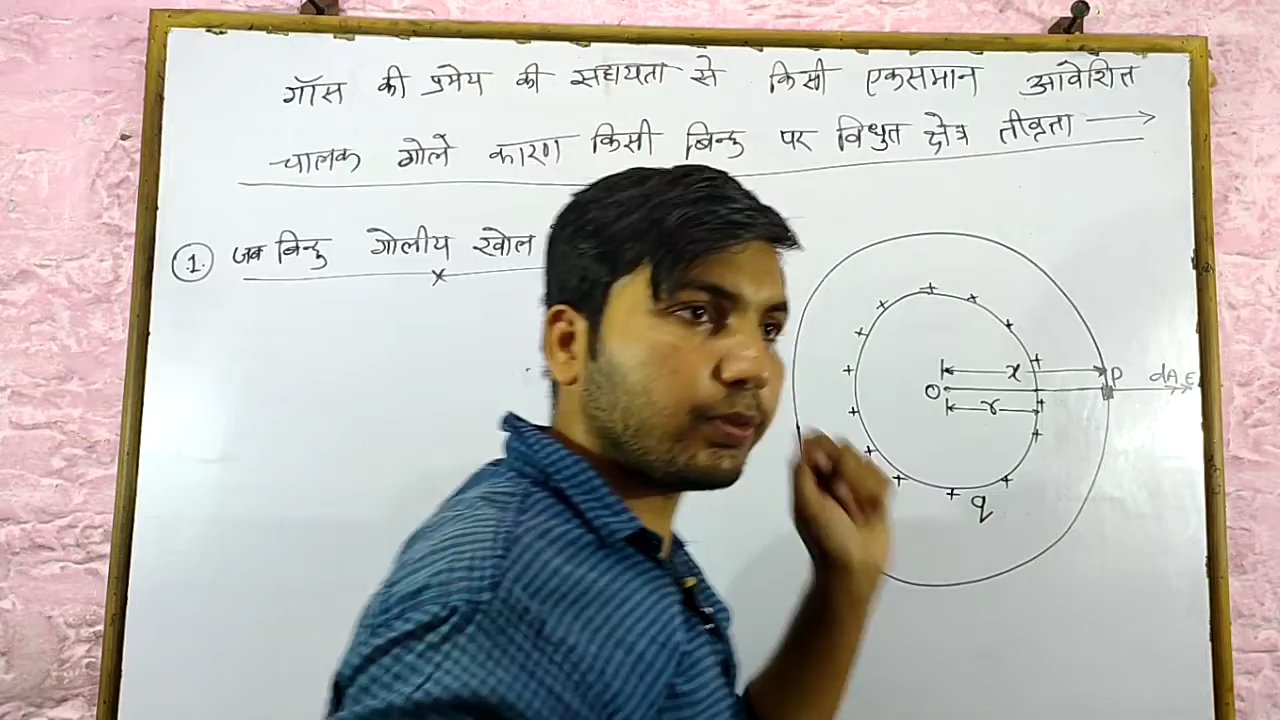 गॉस की प्रमेय की सहायता से किसी एकसमान आवेशित
चालक गोले कारण किसी बिन्दु पर विधुत क्षेत्र तीव्रता →
① जब बिन्दु गोलीय खोल
x P dA E
O r
q